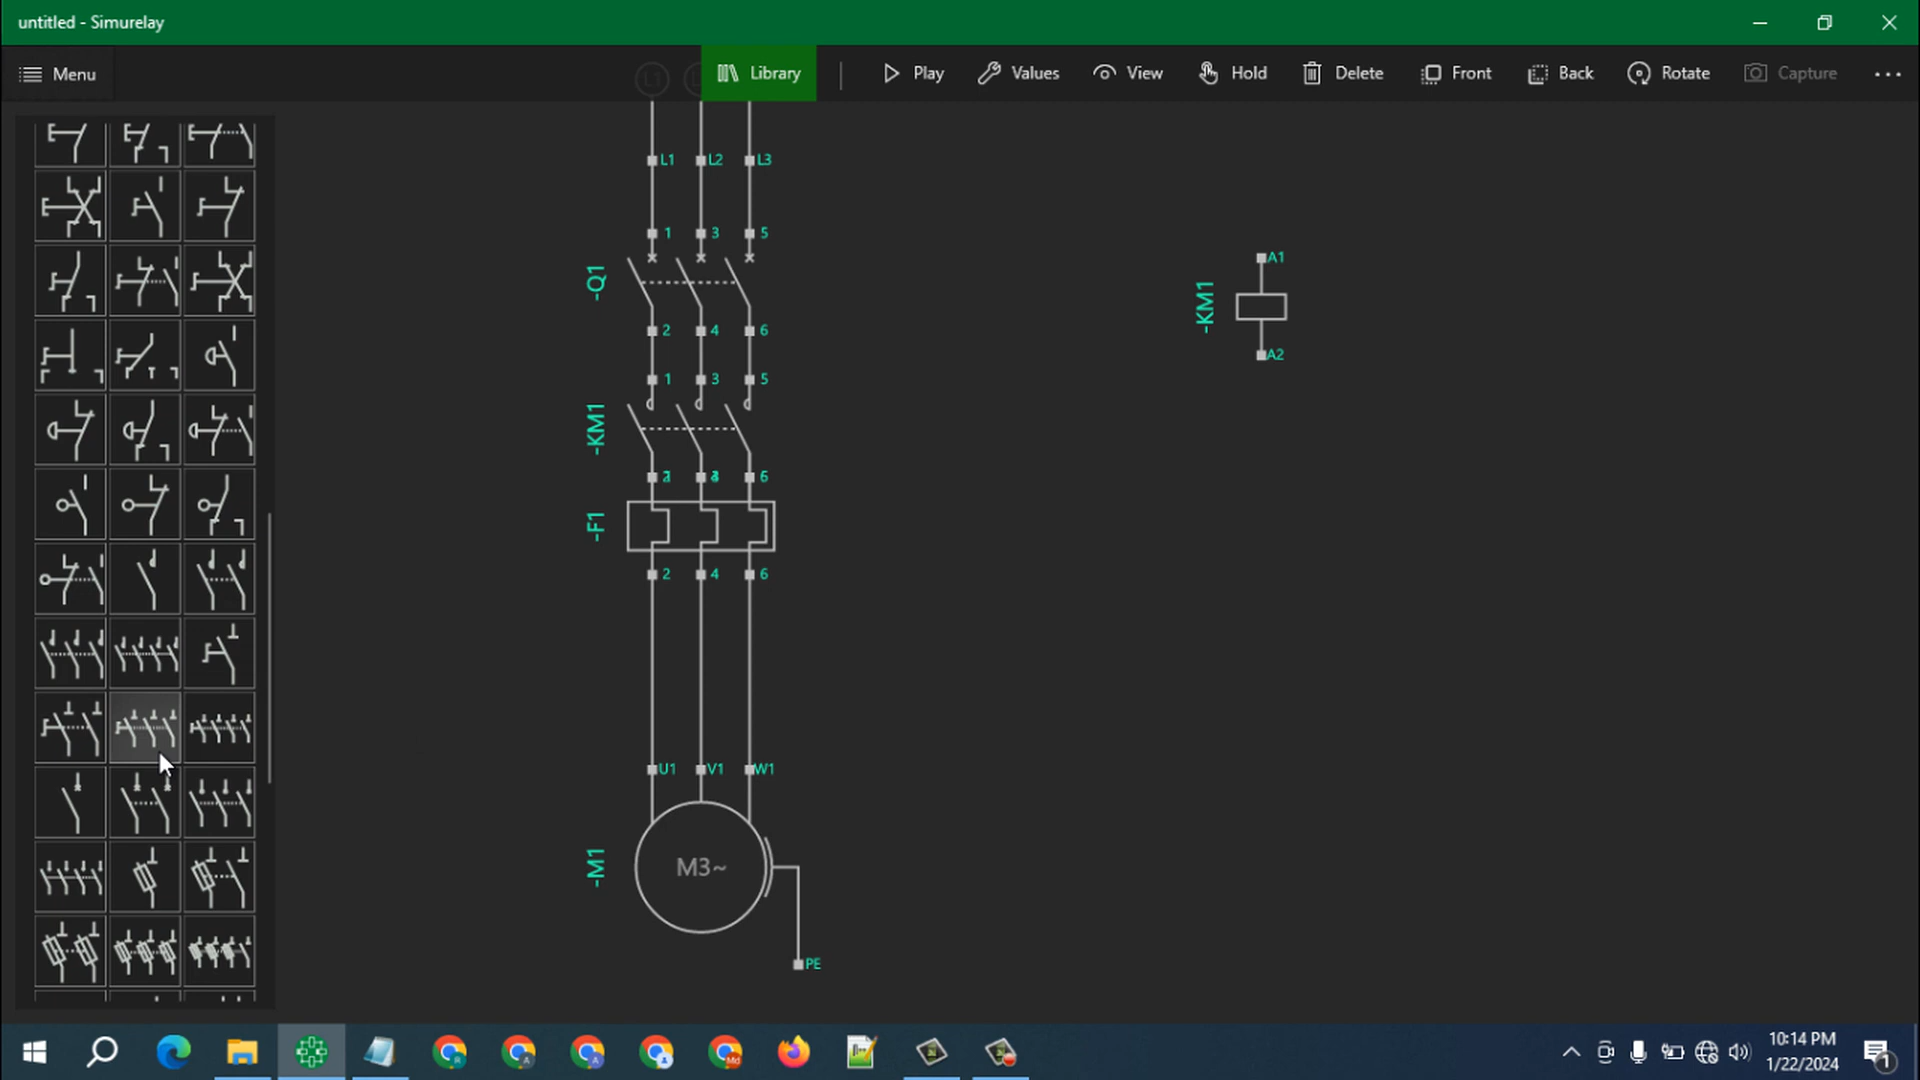 untitled - Simurelay
Menu
L1
Library
Play
Values
View
Hold
Delete
Front
Back
Rotate
Capture
L1 L2 L3
1 3 5
-Q1
2 4 6
1 3 5
-KM1
6
-F1
2 4 6
U1 V1 W1
-M1
M3~
PE
A1
-KM1
A2
10:14 PM
1/22/2024
1